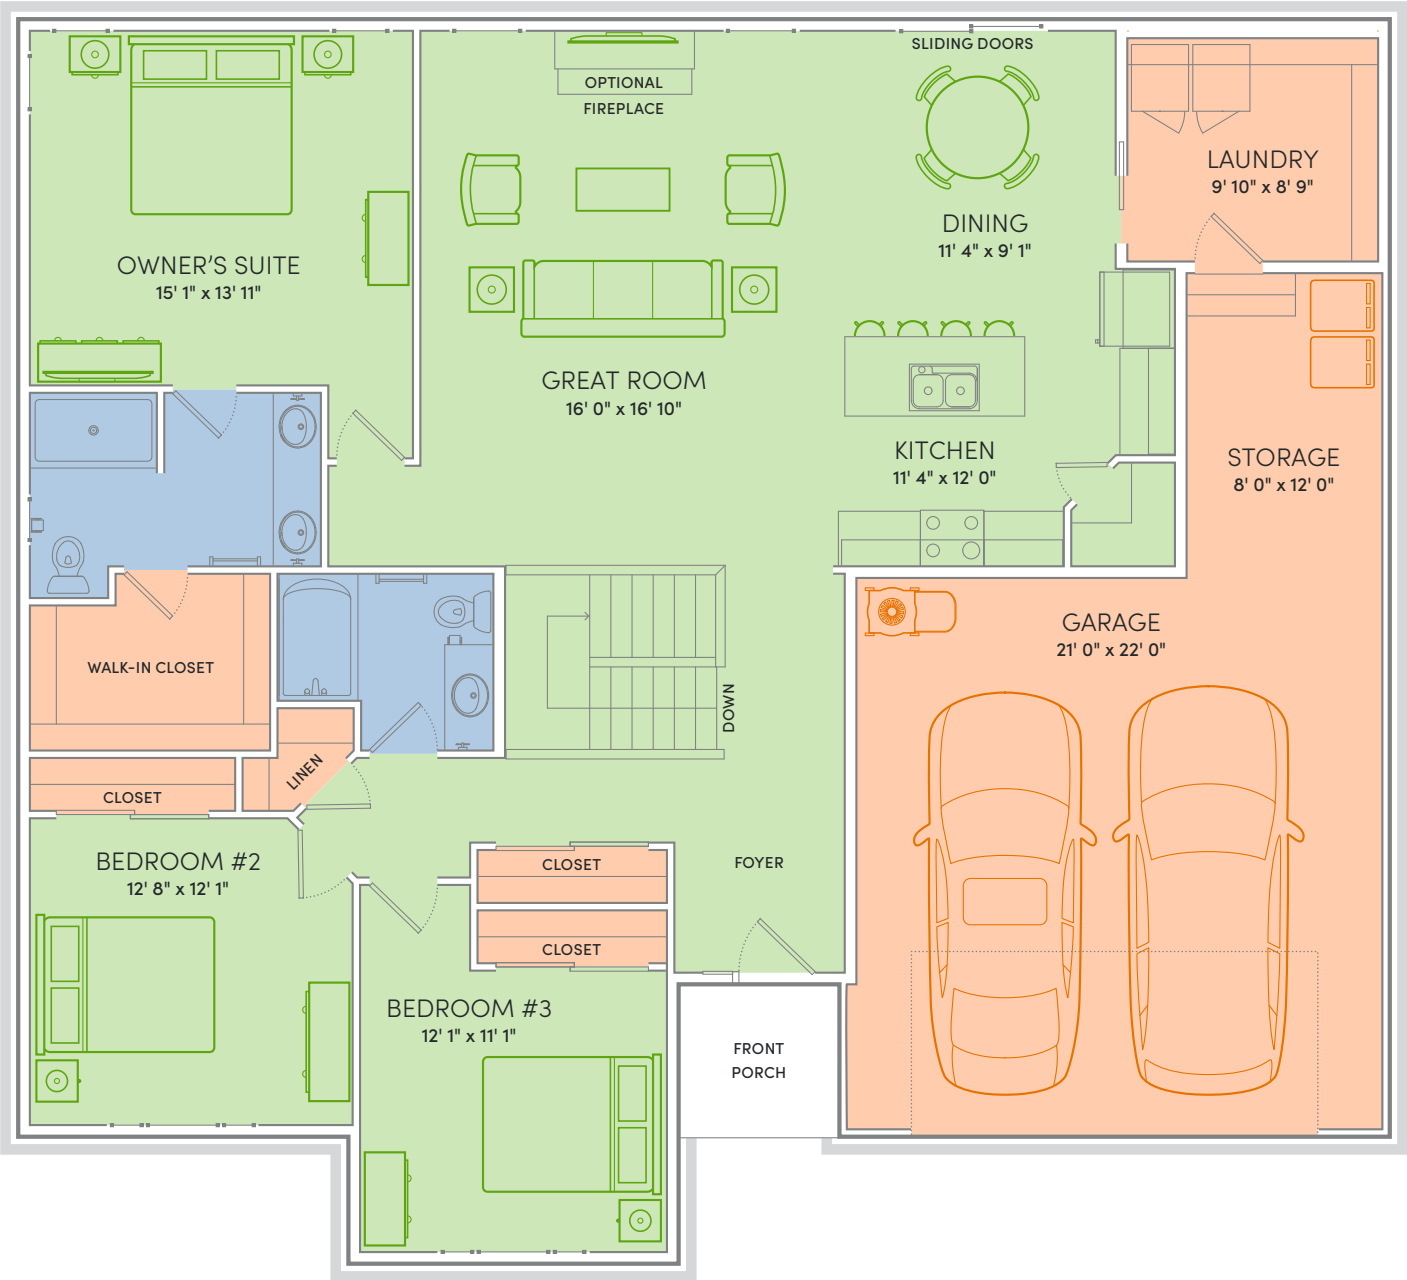 SLIDING DOORS
OPTIONAL
FIREPLACE
LAUNDRY
9' 10" x 8' 9"
DINING
11' 4" x 9' 1"
OWNER’S SUITE
15' 1" x 13' 11"
GREAT ROOM
16' 0" x 16' 10"
KITCHEN
11' 4" x 12' 0"
STORAGE
8' 0" x 12' 0"
GARAGE
21' 0" x 22' 0"
WALK-IN CLOSET
DOWN
LINEN
CLOSET
BEDROOM #2
12' 8" x 12' 1"
CLOSET
FOYER
CLOSET
BEDROOM #3
12' 1" x 11' 1"
FRONT
PORCH